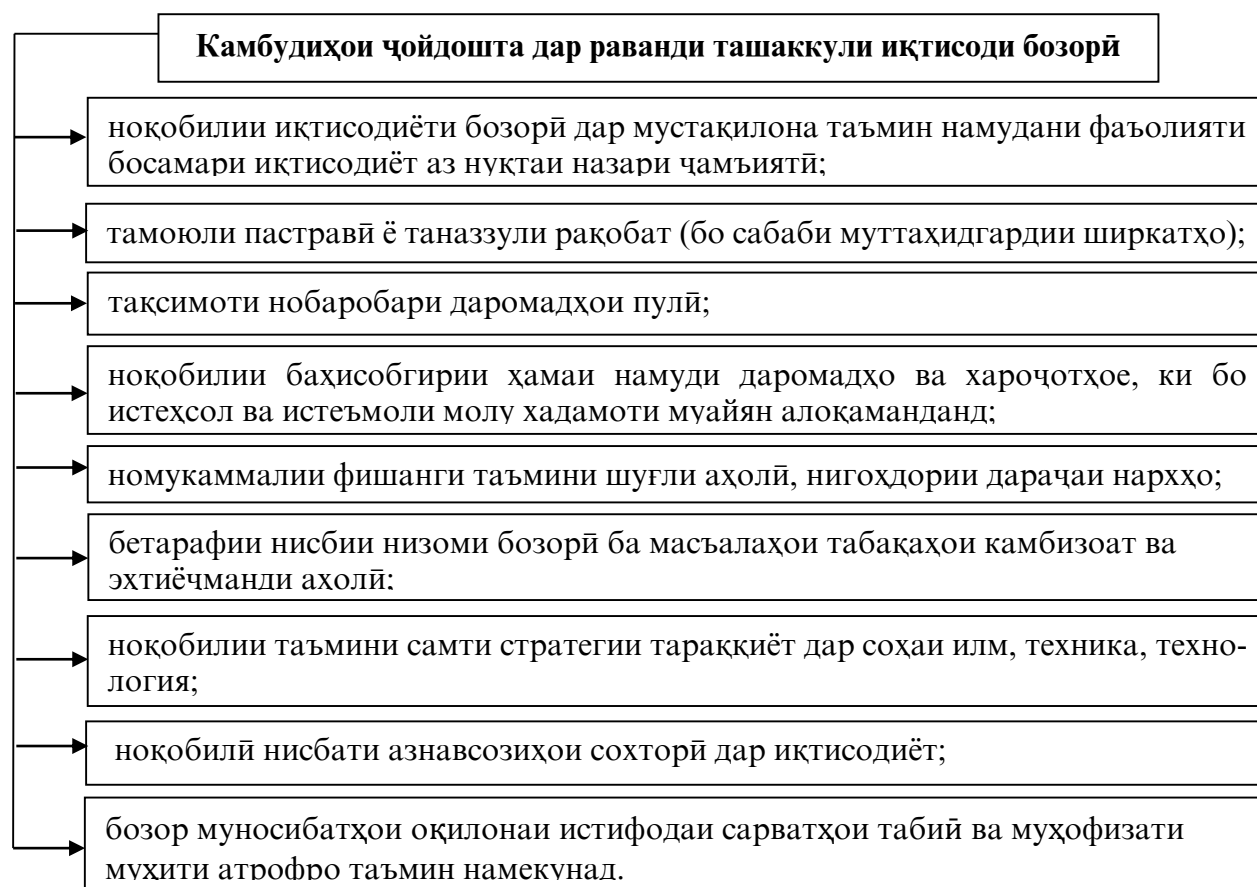 Камбудиҳои ҷойдошта дар раванди ташаккули иқтисоди бозорӣ
ноқобилии иқтисодиёти бозорӣ дар мустақилона таъмин намудани фаъолияти
босамари иқтисодиёт аз нуқтаи назари ҷамъиятӣ;
тамоюли пастравӣ ё таназзули рақобат (бо сабаби муттаҳидгардии ширкатҳо);
тақсимоти нобаробари даромадҳои пулӣ;
ноқобилии баҳисобгирии ҳамаи намуди даромадҳо ва хароҷотҳое, ки бо
истеҳсол ва истеъмоли молу хадамоти муайян алоқаманданд;
номукаммалии фишанги таъмини шуғли аҳолӣ, нигоҳдории дараҷаи нархҳо;
бетарафии нисбии низоми бозорӣ ба масъалаҳои табақаҳои камбизоат ва
эҳтиёҷманди аҳолӣ;
ноқобилии таъмини самти стратегии тараққиёт дар соҳаи илм, техника, техно-
логия;
ноқобилӣ нисбати азнавсозиҳои сохторӣ дар иқтисодиёт;
бозор муносибатҳои оқилонаи истифодаи сарватҳои табиӣ ва муҳофизати
муҳити атрофро таъмин намекунад.